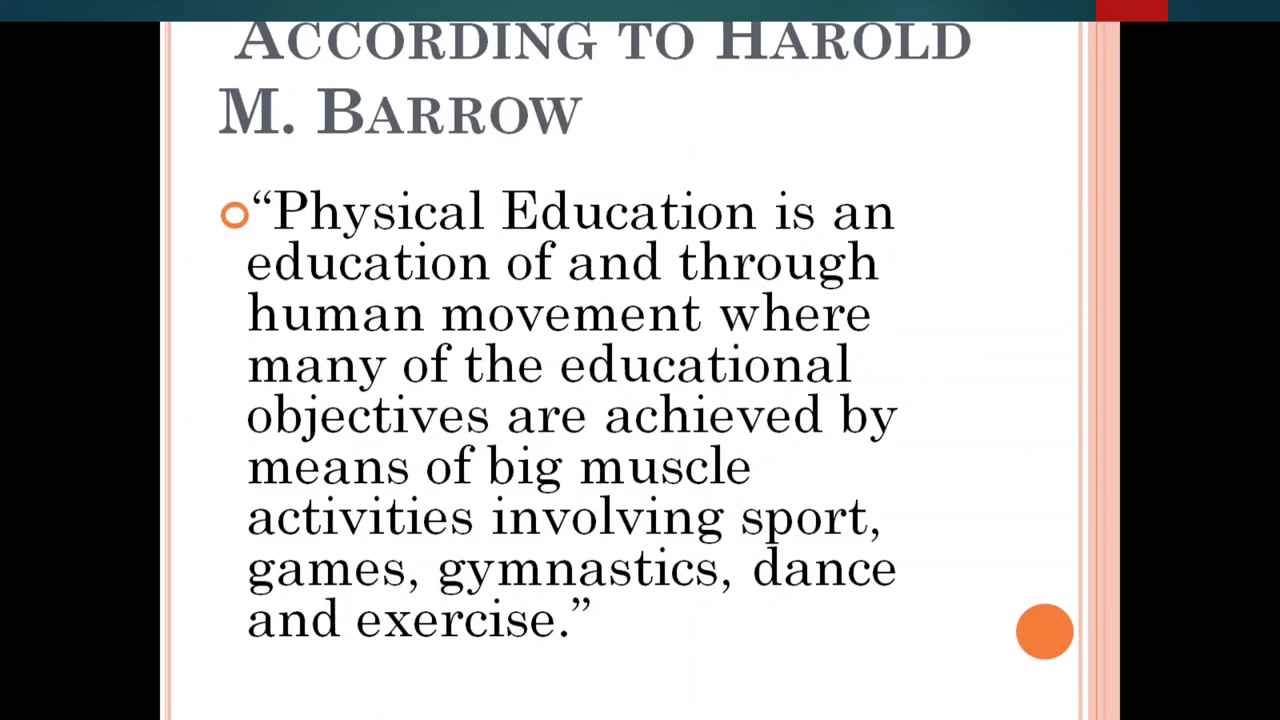 ACCORDING TO HAROLD
M. BARROW
“Physical Education is an
education of and through
human movement where
many of the educational
objectives are achieved by
means of big muscle
activities involving sport,
games, gymnastics, dance
and exercise.”